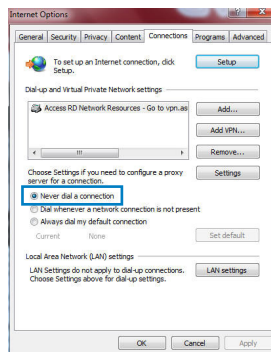 Internet Options
General Security Privacy Content Connections Programs Advanced
To set up an Internet connection, click
Setup.
Setup
Dial-up and Virtual Private Network settings
Access RD Network Resources - Go to vpn.as
Add...
Add VPN...
Remove...
Choose Settings if you need to configure a proxy
server for a connection.
Settings
Never dial a connection
Dial whenever a network connection is not present
Always dial my default connection
Current None
Set default
Local Area Network (LAN) settings
LAN Settings do not apply to dial-up connections.
Choose Settings above for dial-up settings.
LAN settings
OK Cancel Apply